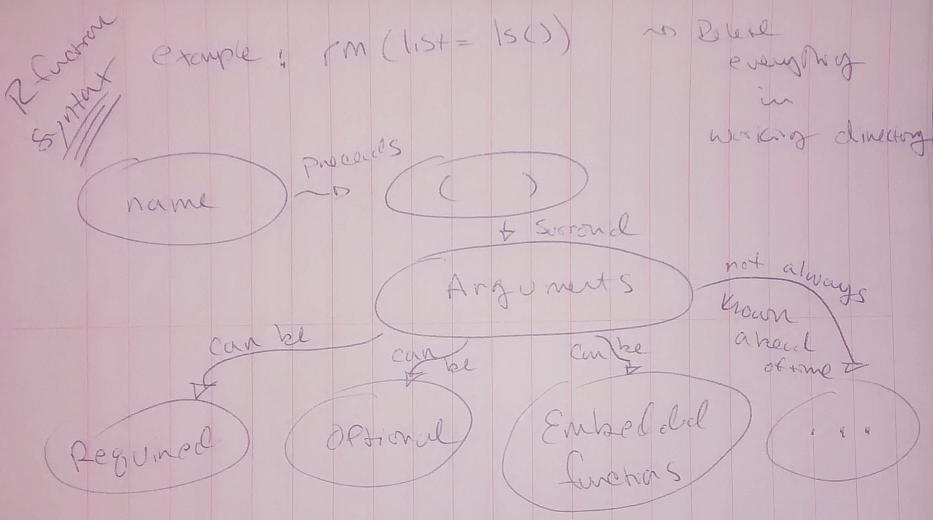 R function
Syntax
example : rm (list = ls())
Delete
everything
in
working directory
name
proceeds
( )
Surround
Arguments
can be
can be
can be
not always
known
ahead
of time
Required
Optional
Embedded
functions
. . .